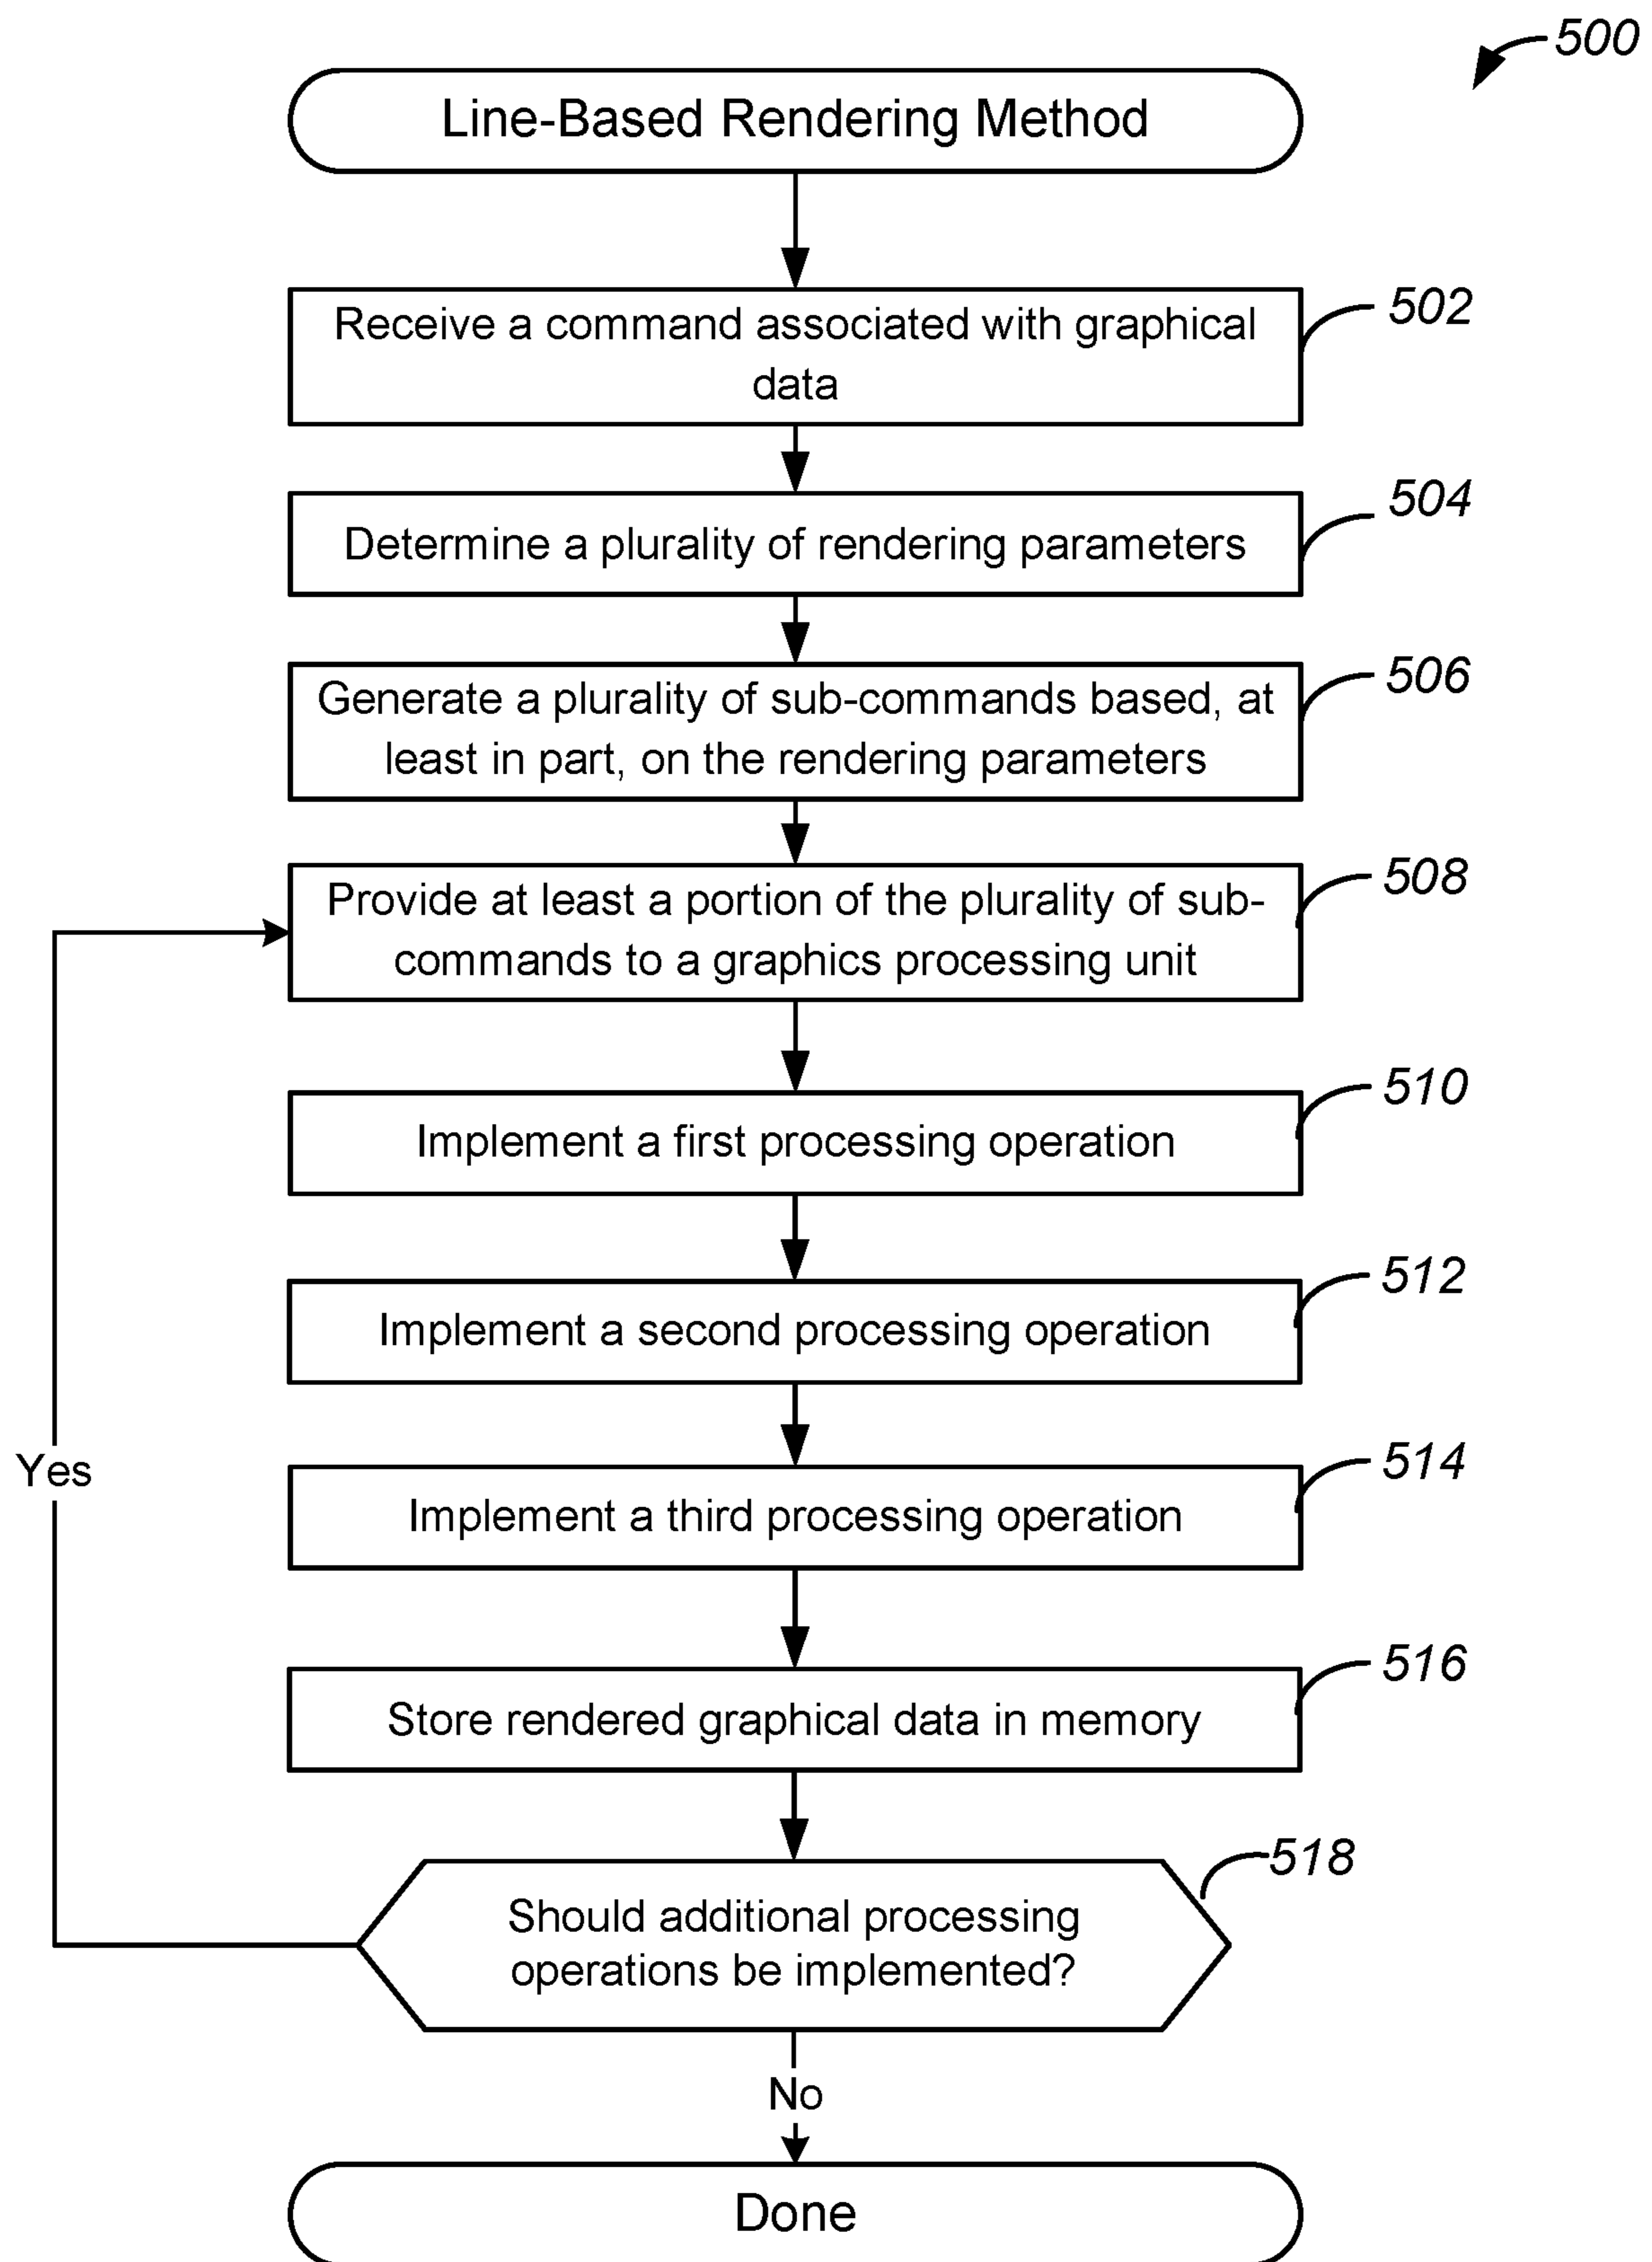 500
Line-Based Rendering Method
Receive a command associated with graphical
data
502
Determine a plurality of rendering parameters
504
Generate a plurality of sub-commands based, at
least in part, on the rendering parameters
506
Provide at least a portion of the plurality of sub-
commands to a graphics processing unit
508
Implement a first processing operation
510
Implement a second processing operation
512
Yes
Implement a third processing operation
514
Store rendered graphical data in memory
516
Should additional processing
operations be implemented?
518
No
Done